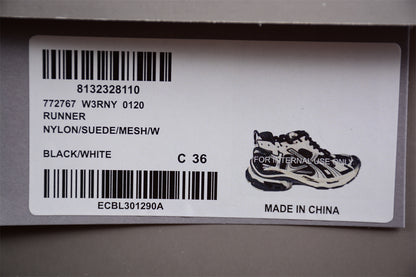 8132328110
772767 W3RNY 0120
RUNNER
NYLON/SUEDE/MESH/W
BLACK/WHITE
C 36
FOR INTERNAL USE ONLY
ECBL301290A
MADE IN CHINA